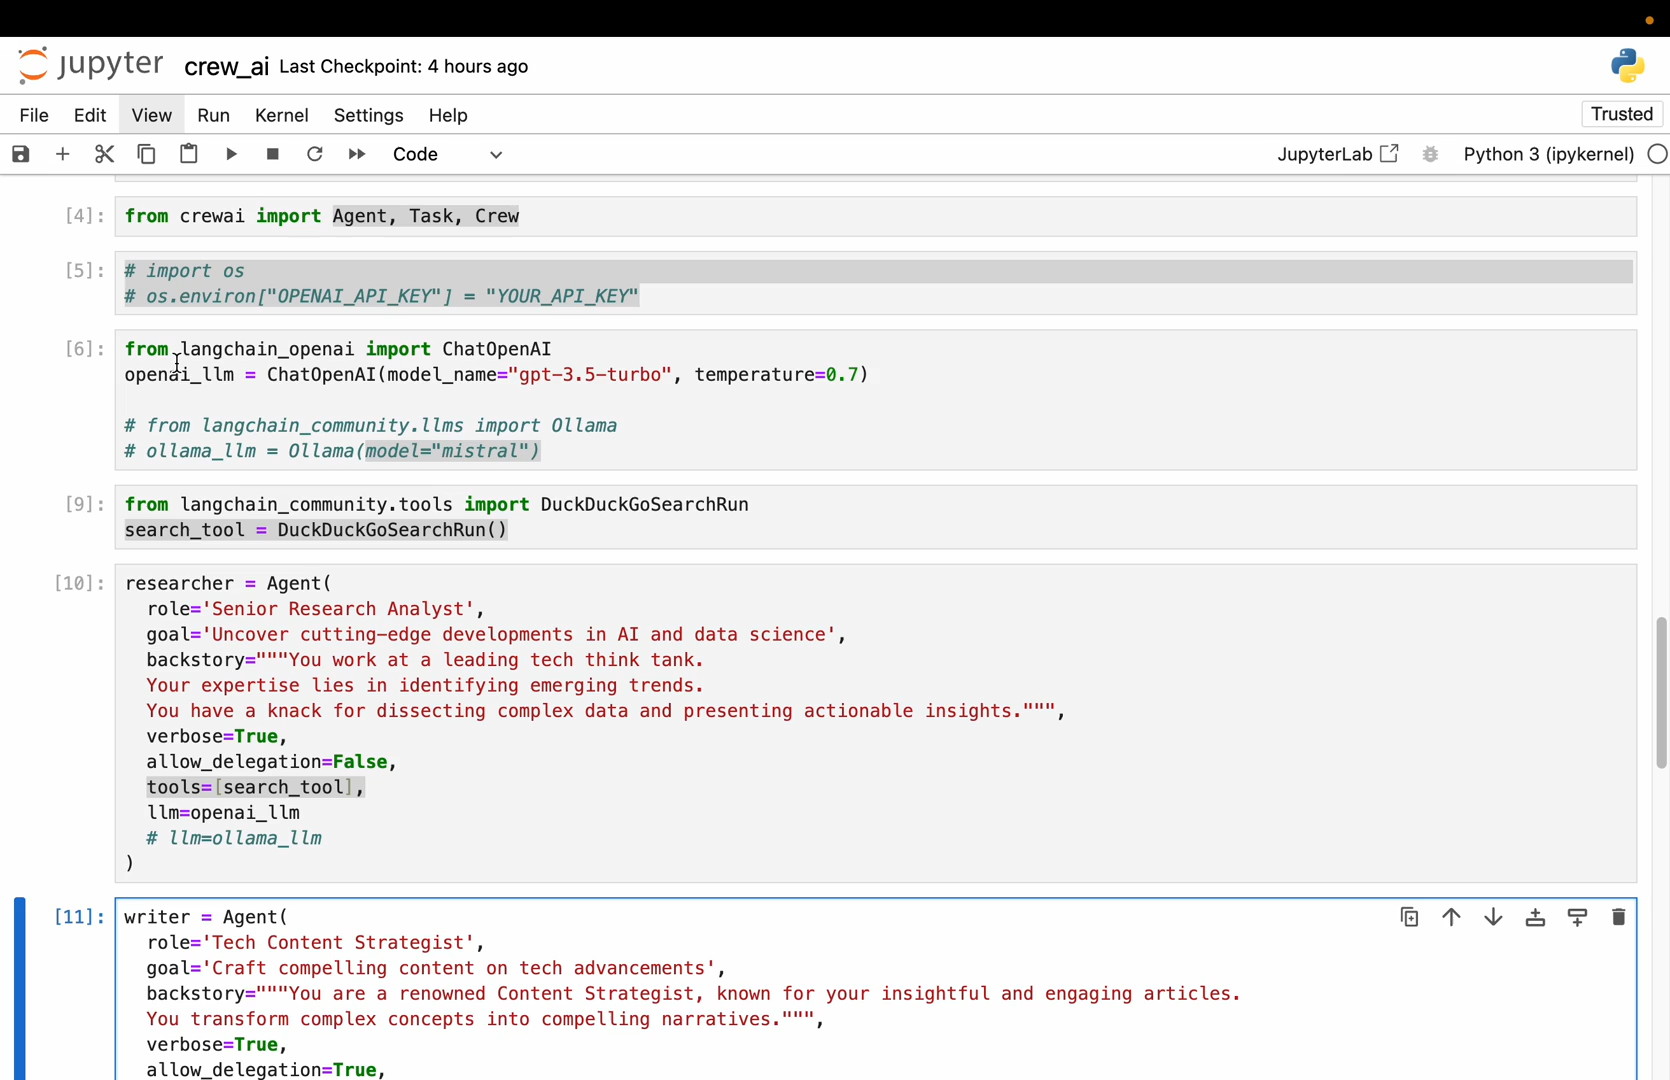 jupyter crew_ai Last Checkpoint: 4 hours ago
File Edit View Run Kernel Settings Help Trusted
Code JupyterLab Python 3 (ipykernel)
[4]: from crewai import Agent, Task, Crew
[5]: # import os
# os.environ["OPENAI_API_KEY"] = "YOUR_API_KEY"
[6]: from langchain_openai import ChatOpenAI
openai_llm = ChatOpenAI(model_name="gpt-3.5-turbo", temperature=0.7)
# from langchain_community.llms import Ollama
# ollama_llm = Ollama(model="mistral")
[9]: from langchain_community.tools import DuckDuckGoSearchRun
search_tool = DuckDuckGoSearchRun()
[10]: researcher = Agent(
role='Senior Research Analyst',
goal='Uncover cutting-edge developments in AI and data science',
backstory="""You work at a leading tech think tank.
Your expertise lies in identifying emerging trends.
You have a knack for dissecting complex data and presenting actionable insights.""",
verbose=True,
allow_delegation=False,
tools=[search_tool],
llm=openai_llm
# llm=ollama_llm
)
[11]: writer = Agent(
role='Tech Content Strategist',
goal='Craft compelling content on tech advancements',
backstory="""You are a renowned Content Strategist, known for your insightful and engaging articles.
You transform complex concepts into compelling narratives.""",
verbose=True,
allow_delegation=True,